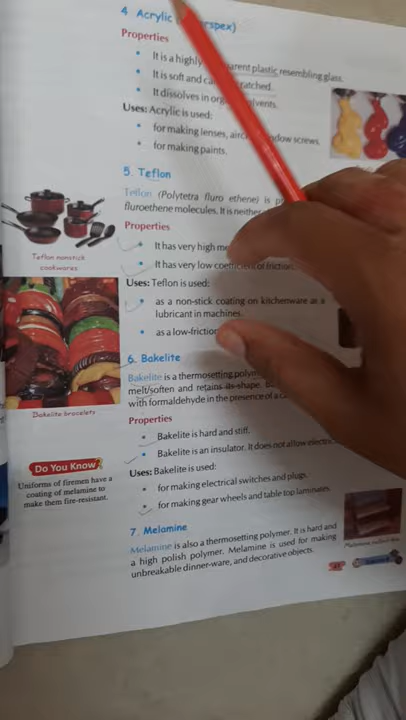 4 Acrylic spex)
Properties
• It is a highly parent plastic resembling glass.
• It is soft and ca ratched.
• It dissolves in org lvents.
Uses: Acrylic is used:
• for making lenses, airc ndow screws.
• for making paints.
5. Teflon
Teflon (Polytetra fluro ethene) is p
fluroethene molecules. It is neither
Properties
• It has very high me
• It has very low coefficient of friction.
Uses: Teflon is used:
• as a non-stick coating on kitchenware as a
lubricant in machines.
• as a low-friction
Teflon nonstick
cookwares
6. Bakelite
Bakelite is a thermosetting polym
melt/soften and retains its shape.
with formaldehyde in the presence of a
Properties
• Bakelite is hard and stiff.
• Bakelite is an insulator. It does not allow electric
Uses: Bakelite is used:
• for making electrical switches and plugs.
• for making gear wheels and table top laminates.
Bakelite bracelets
Do You Know
Uniforms of firemen have a
coating of melamine to
make them fire-resistant.
7. Melamine
Melamine is also a thermosetting polymer. It is hard and
a high polish polymer. Melamine is used for making
unbreakable dinner-ware, and decorative objects.